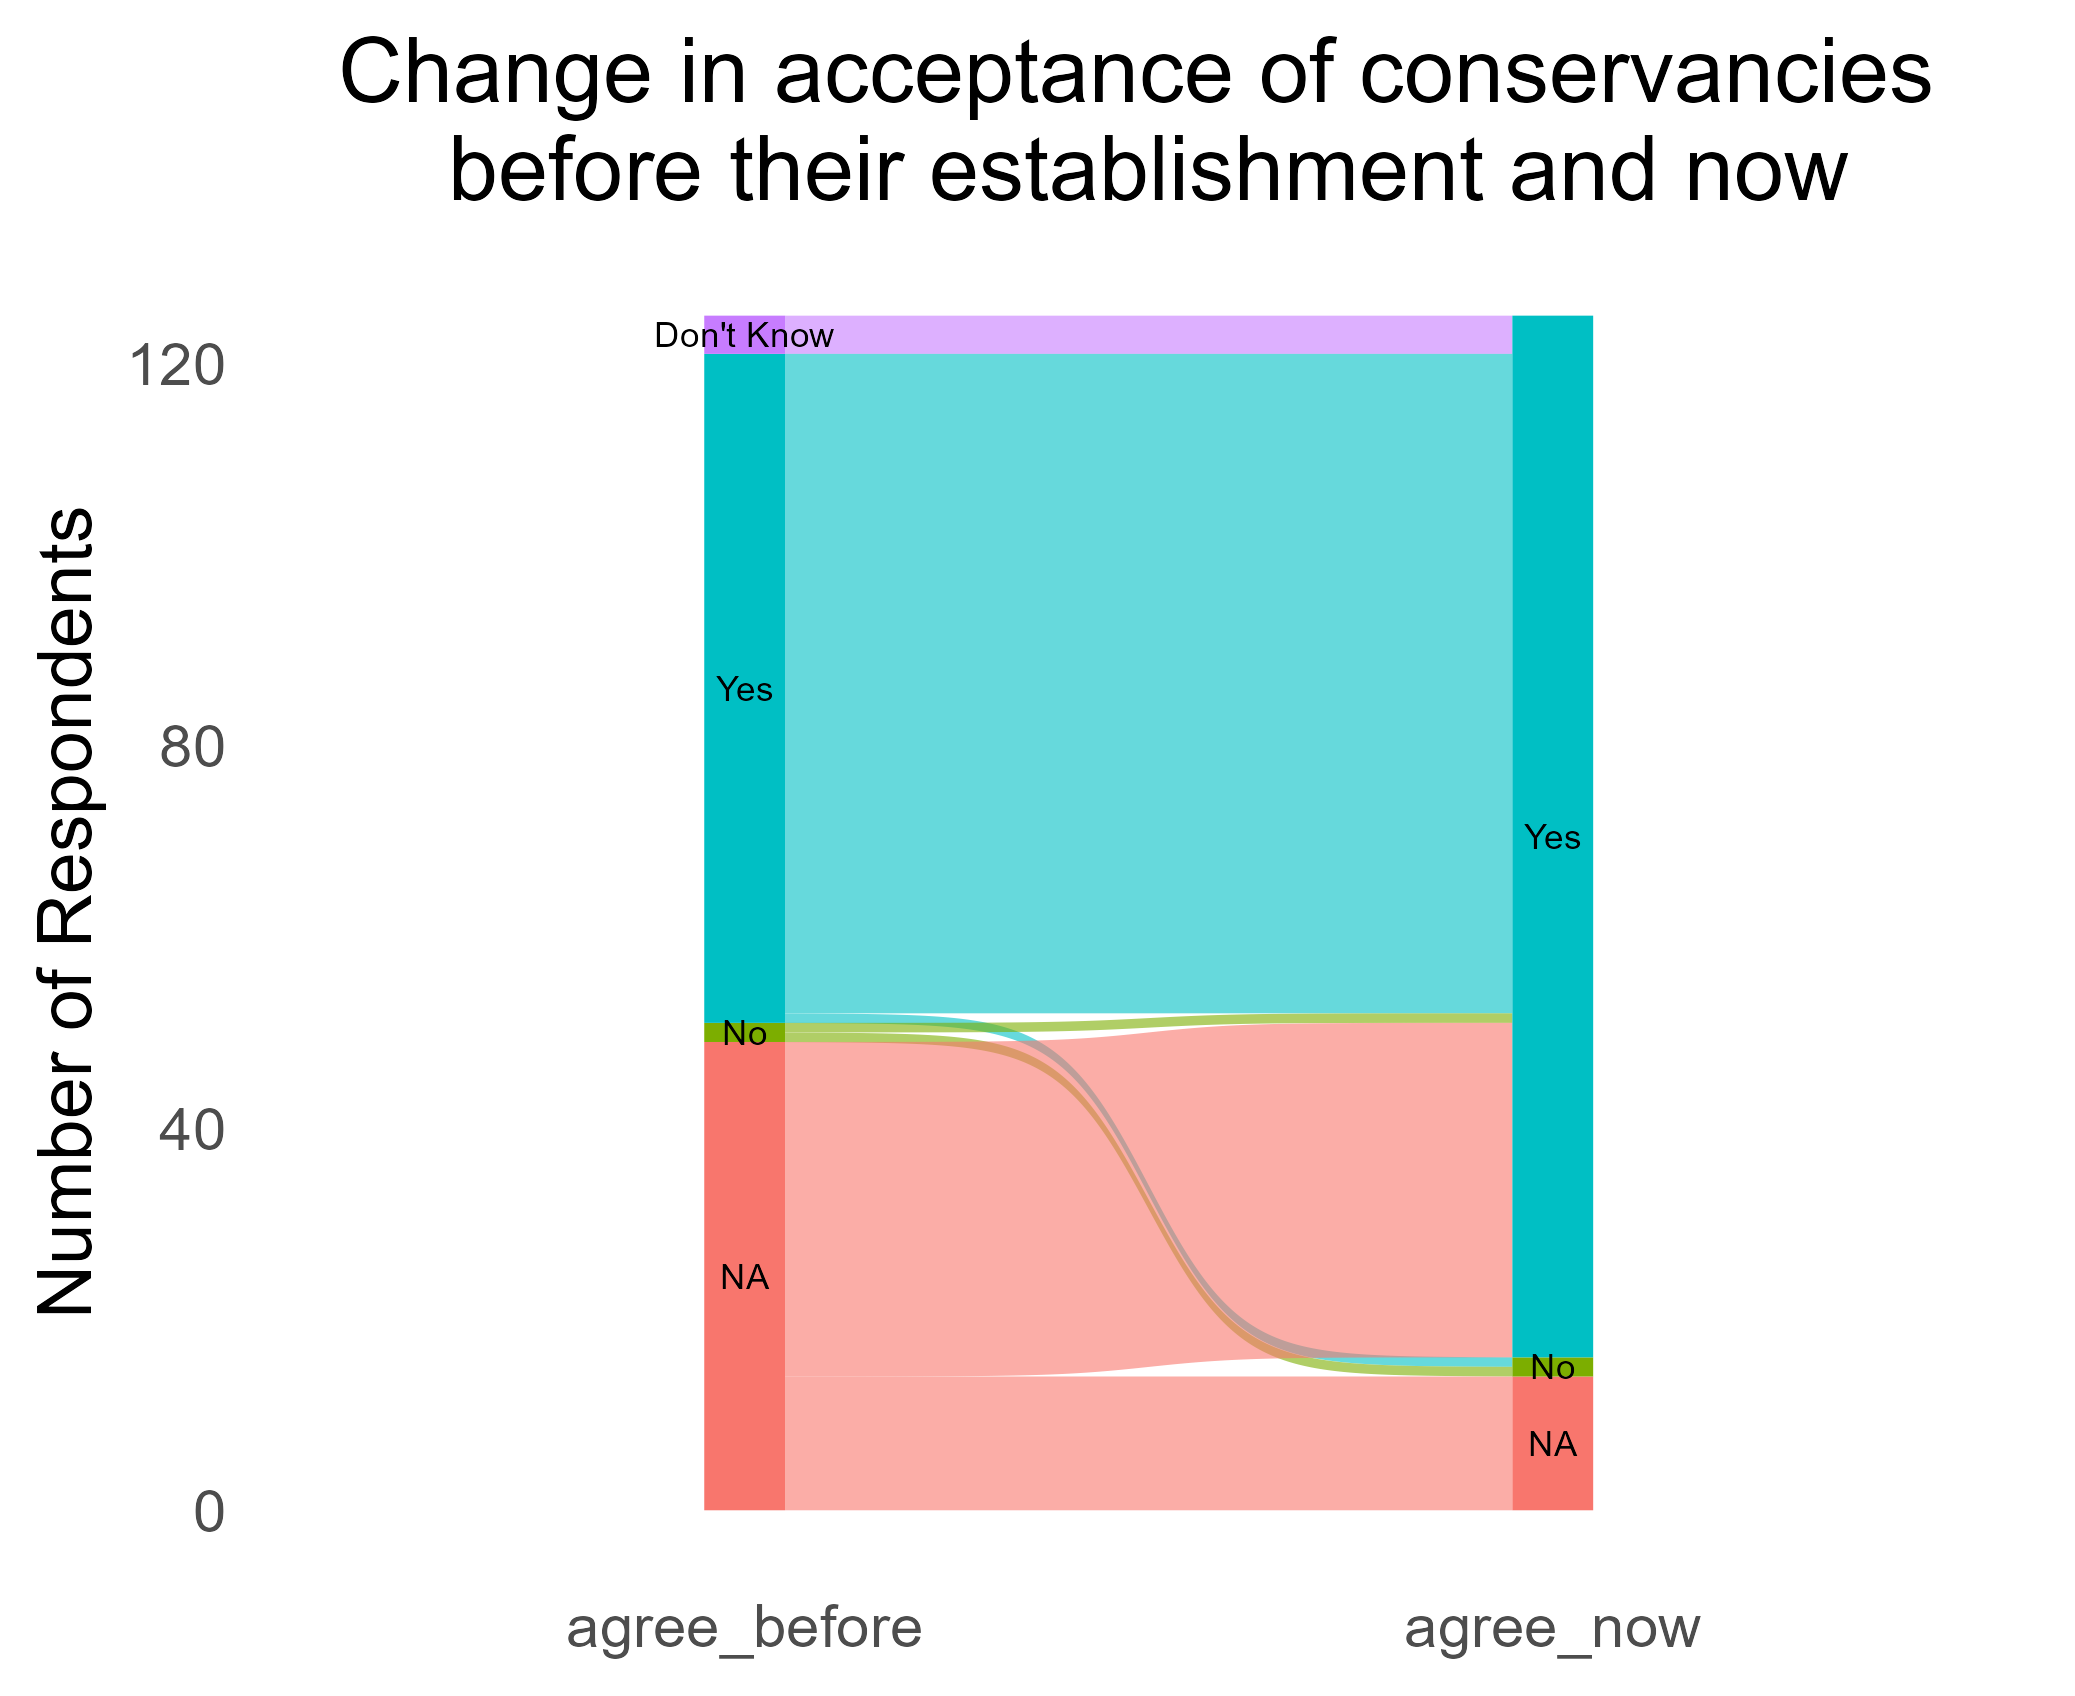 Change in acceptance of conservancies
before their establishment and now
Number of Respondents
120
80
40
0
Don't Know
Yes
No
NA
Yes
No
NA
agree_before
agree_now